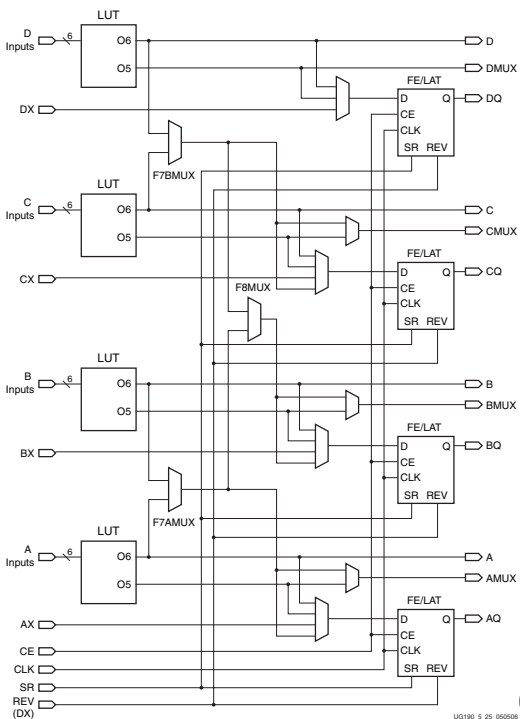 LUT
D
Inputs
6
O6
O5
D
DMUX
FE/LAT
DX
D
Q
DQ
CE
CLK
SR REV
F7BMUX
LUT
C
Inputs
6
O6
O5
C
CMUX
FE/LAT
CX
D
Q
CQ
CE
CLK
SR REV
F8MUX
LUT
B
Inputs
6
O6
O5
B
BMUX
FE/LAT
BX
D
Q
BQ
CE
CLK
SR REV
F7AMUX
LUT
A
Inputs
6
O6
O5
A
AMUX
FE/LAT
AX
D
Q
AQ
CE
CLK
SR REV
CE
CLK
SR
REV
(DX)
UG190_5_25_050506